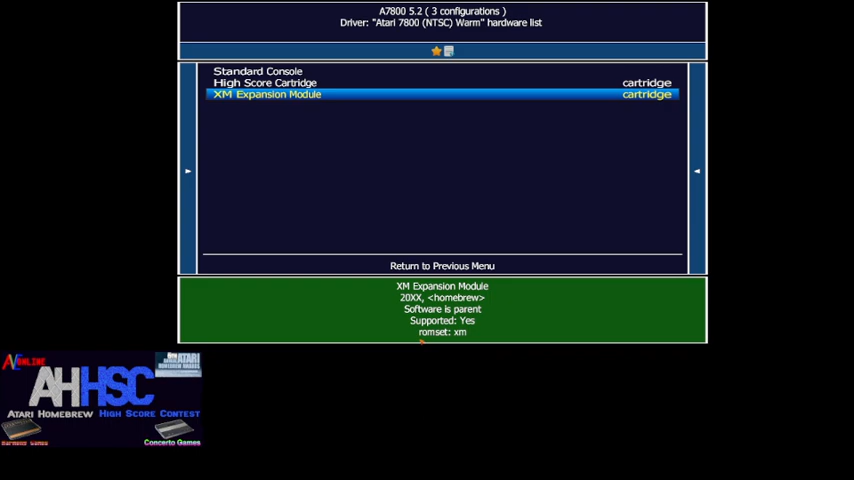 A7800 5.2 ( 3 configurations )
Driver: "Atari 7800 (NTSC) Warm" hardware list
Standard Console
High Score Cartridge cartridge
XM Expansion Module cartridge
Return to Previous Menu
XM Expansion Module
20XX, <homebrew>
Software is parent
Supported: Yes
romset: xm
ONLINE
ATARI
AHHSC
ATARI HOMEBREW HIGH SCORE CONTEST
Concerto Games